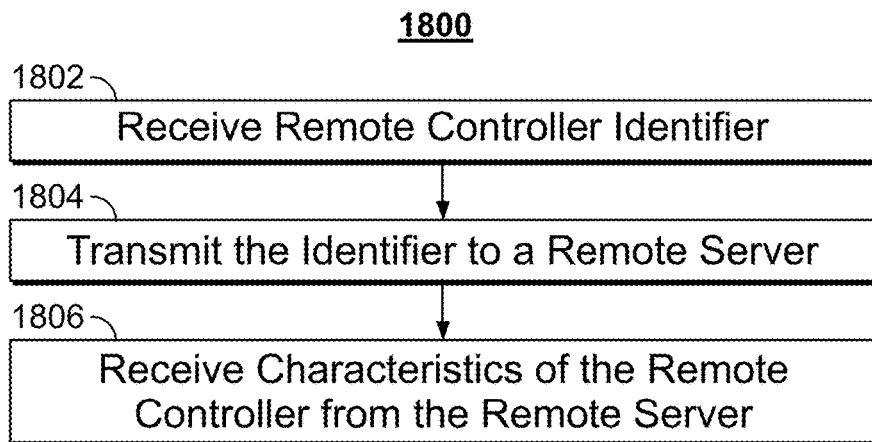 1800
1802
Receive Remote Controller Identifier
1804
Transmit the Identifier to a Remote Server
1806
Receive Characteristics of the Remote
Controller from the Remote Server